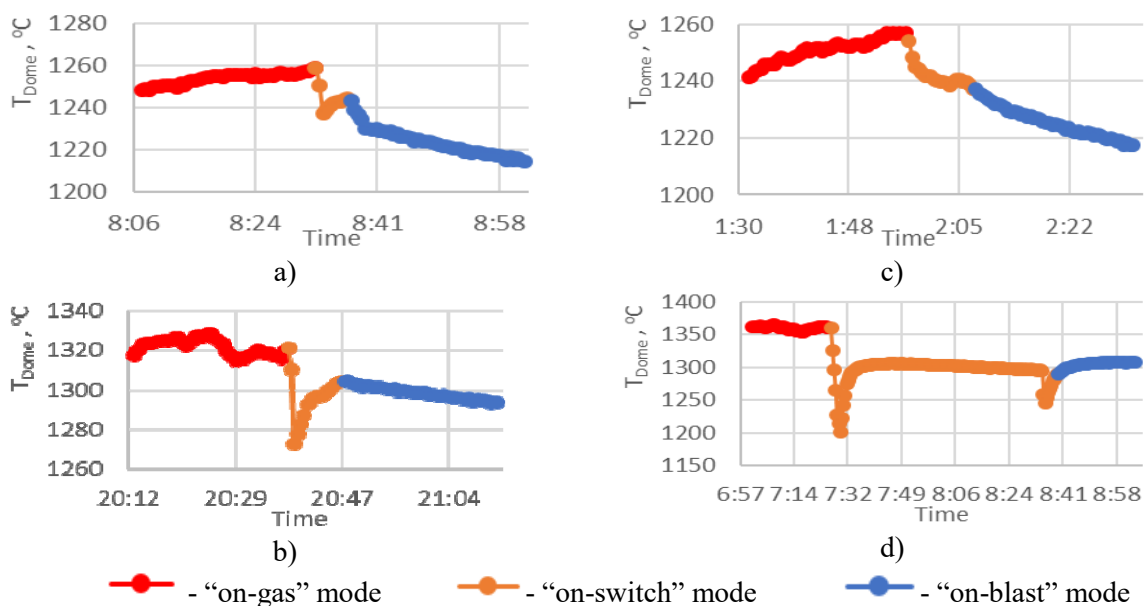 T Dome , ºC
1280
1260
1240
1220
1200
8:06 8:24 8:41 8:58
Time
a)
T Dome , ºC
1260
1240
1220
1200
1:30 1:48 2:05 2:22
Time
c)
T Dome , ºC
1340
1320
1300
1280
1260
20:12 20:29 20:47 21:04
Time
b)
T Dome , ºC
1400
1350
1300
1250
1200
1150
6:57 7:14 7:32 7:49 8:06 8:24 8:41 8:58
Time
d)
- “on-gas” mode - “on-switch” mode - “on-blast” mode